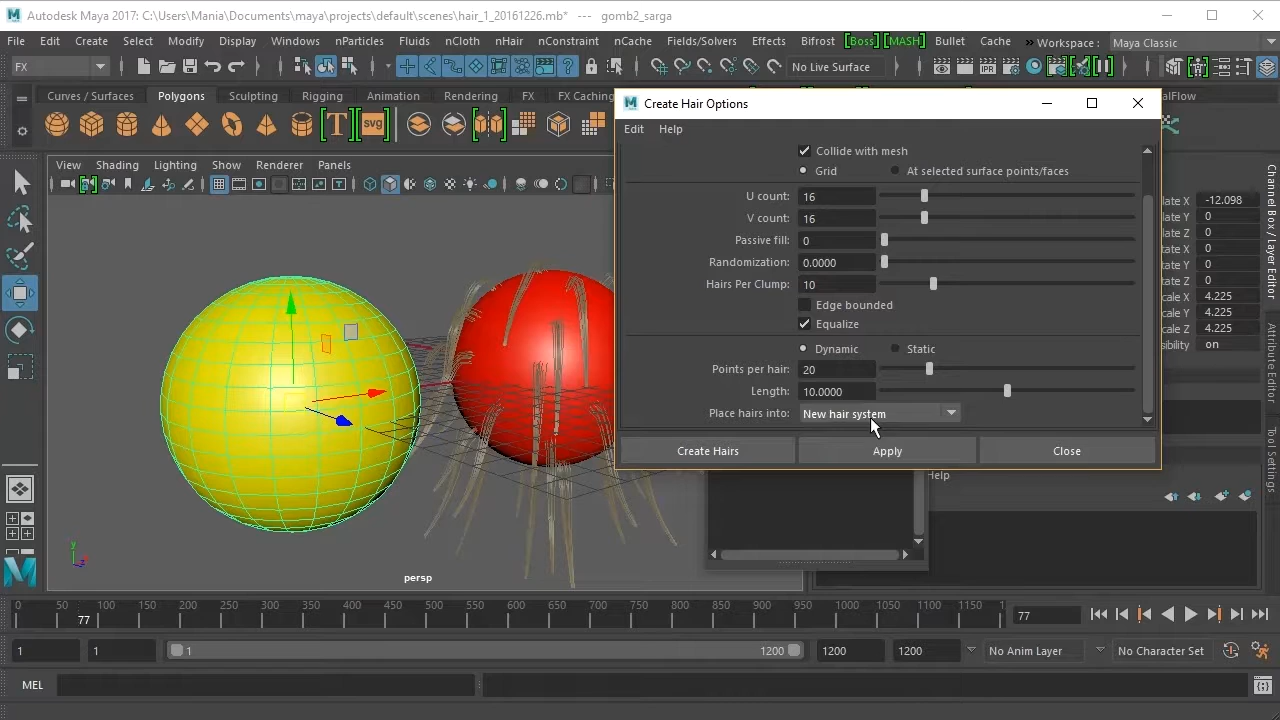 Autodesk Maya 2017: C:\Users\Mania\Documents\maya\projects\default\scenes\hair_1_20161226.mb* --- gomb2_sarga
File Edit Create Select Modify Display Windows nParticles Fluids nCloth nHair nConstraint nCache Fields/Solvers Effects Bifrost [Boss] [MASH] Bullet Cache » Workspace : Maya Classic
FX No Live Surface
Curves / Surfaces Polygons Sculpting Rigging Animation Rendering FX FX Caching
Create Hair Options
Edit Help
View Shading Lighting Show Renderer Panels
Collide with mesh
Grid At selected surface points/faces
U count: 16
V count: 16
Passive fill: 0
Randomization: 0.0000
Hairs Per Clump: 10
Edge bounded
Equalize
Dynamic Static
Points per hair: 20
Length: 10.0000
Place hairs into: New hair system
Create Hairs Apply Close
late X -12.098
late Y 0
late Z 0
tate X 0
tate Y 0
tate Z 0
cale X 4.225
cale Y 4.225
cale Z 4.225
sibility on
Channel Box / Layer Editor
Attribute Editor
Tool Settings
Help
persp
0 50 100 150 200 250 300 350 400 450 500 550 600 650 700 750 800 850 900 950 1000 1050 1100 1150
77 77
1 1 1 1200 1200 1200 No Anim Layer No Character Set
MEL